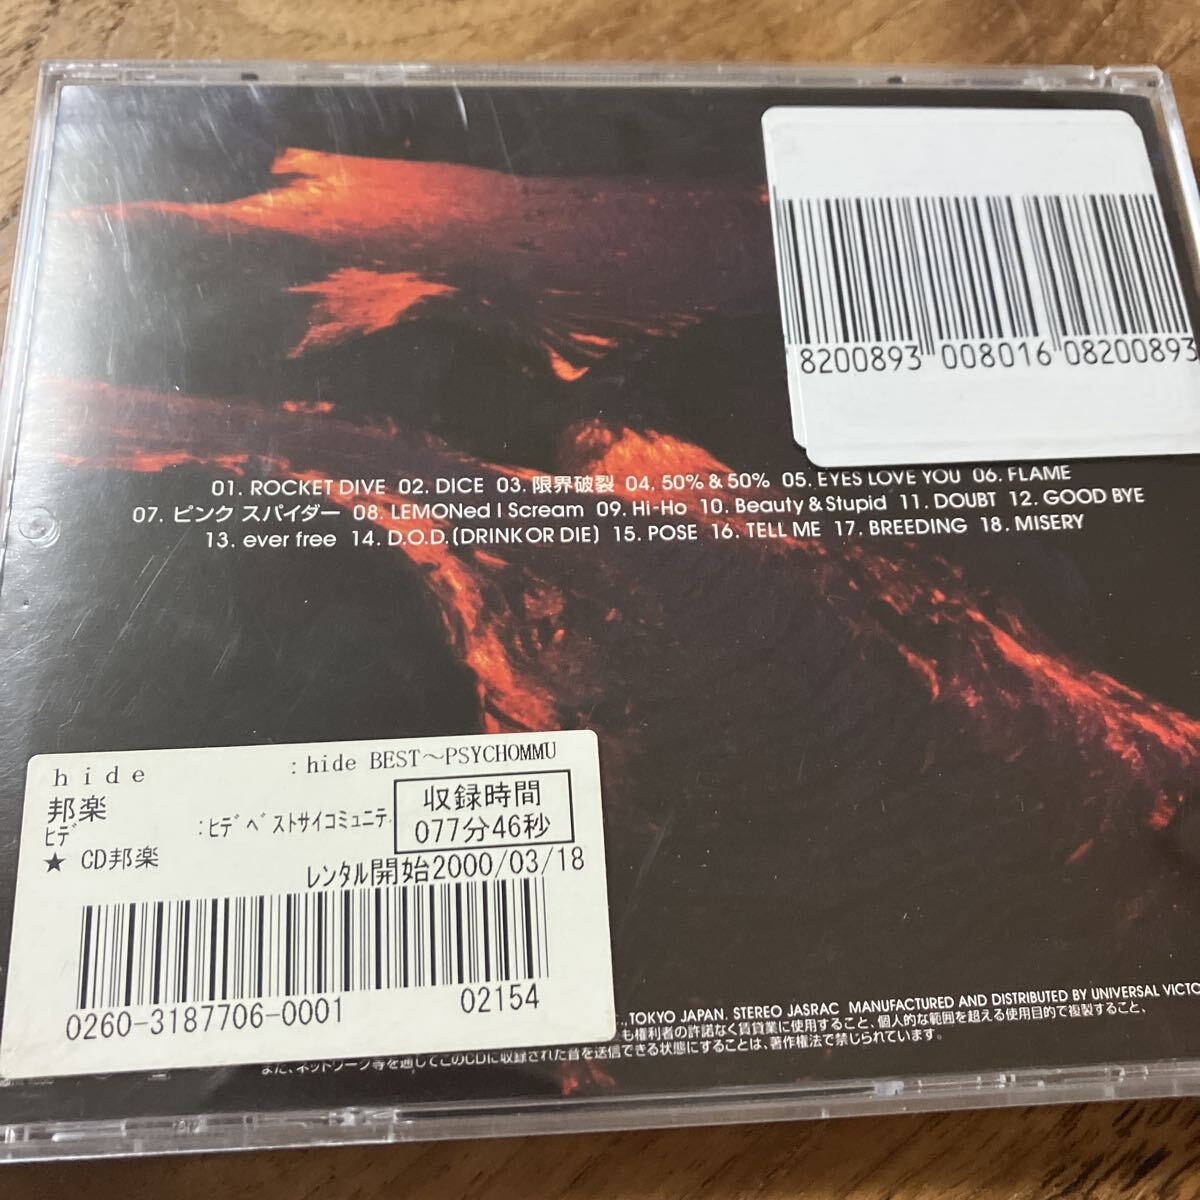 8200893 008016 08200893
01. ROCKET DIVE 02. DICE 03. 限界破裂 04. 50% & 50% 05. EYES LOVE YOU 06. FLAME
07. ピンク スパイダー 08. LEMONed I Scream 09. Hi-Ho 10. Beauty & Stupid 11. DOUBT 12. GOOD BYE
13. ever free 14. D.O.D. (DRINK OR DIE) 15. POSE 16. TELL ME 17. BREEDING 18. MISERY
hide :hide BEST～PSYCHOMMU
邦楽
ﾋﾃﾞ :ﾋﾃﾞ ﾍﾞｽﾄｻｲｺﾐｭﾆﾃ
収録時間
077分46秒
★ CD邦楽
レンタル開始2000/03/18
0260-3187706-0001 02154
TOKYO JAPAN. STEREO JASRAC MANUFACTURED AND DISTRIBUTED BY UNIVERSAL VICTO
も権利者の許諾なく賃貸業に使用すること、個人的な範囲を超える使用目的で複製すること、
また、ネットワーク等を通じてこのCDに収録された音を送信できる状態にすることは、著作権法で禁じられています。